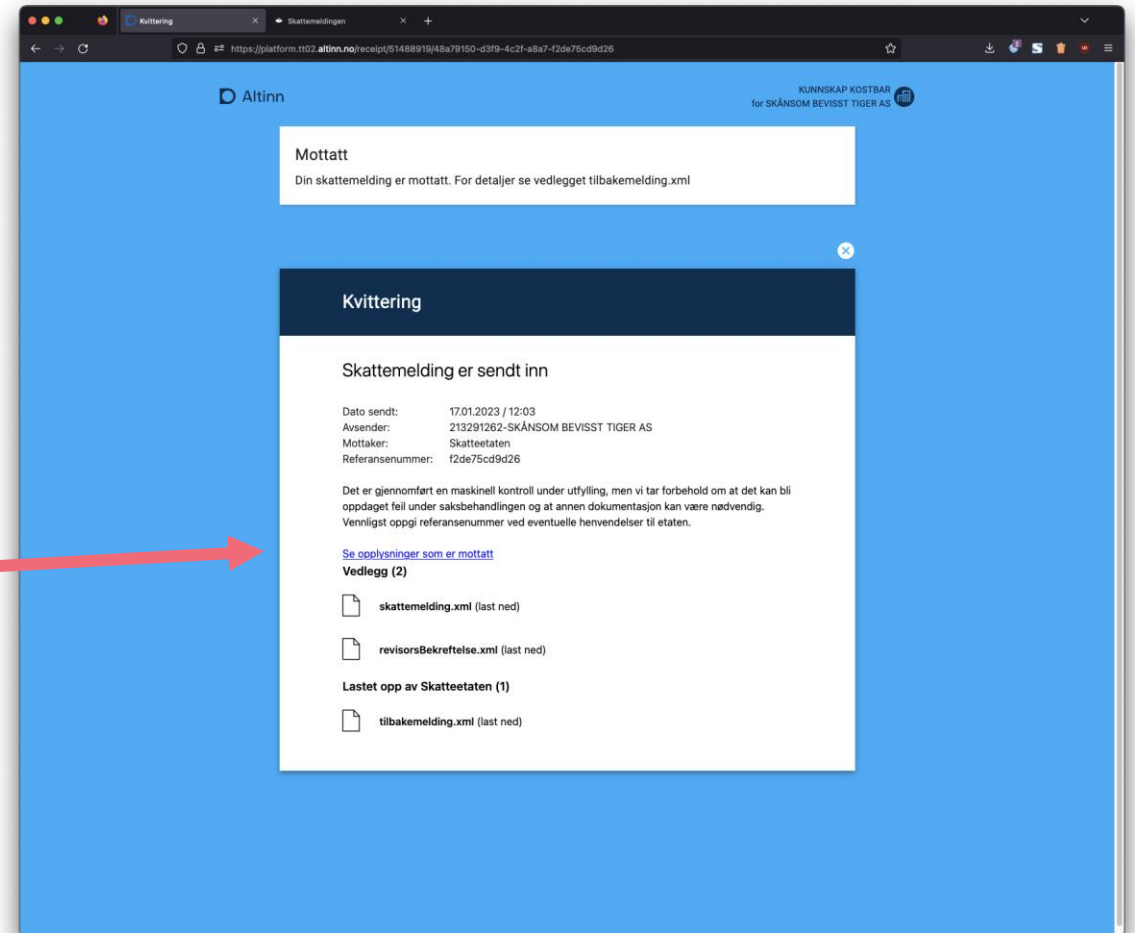 Kvittering
Skattemeldingen
https://platform.tt02.altinn.no/receipt/51488919/48a79150-d3f9-4c2f-a8a7-f2de75cd9d26
Altinn
KUNNSKAP KOSTBAR
for SKÅNSOM BEVISST TIGER AS
Mottatt
Din skattemelding er mottatt. For detaljer se vedlegget tilbakemelding.xml
Kvittering
Skattemelding er sendt inn
Dato sendt: 17.01.2023 / 12:03
Avsender: 213291262-SKÅNSOM BEVISST TIGER AS
Mottaker: Skatteetaten
Referansenummer: f2de75cd9d26
Det er gjennomført en maskinell kontroll under utfylling, men vi tar forbehold om at det kan bli
oppdaget feil under saksbehandlingen og at annen dokumentasjon kan være nødvendig.
Vennligst oppgi referansenummer ved eventuelle henvendelser til etaten.
Se opplysninger som er mottatt
Vedlegg (2)
skattemelding.xml (last ned)
revisorsBekreftelse.xml (last ned)
Lastet opp av Skatteetaten (1)
tilbakemelding.xml (last ned)